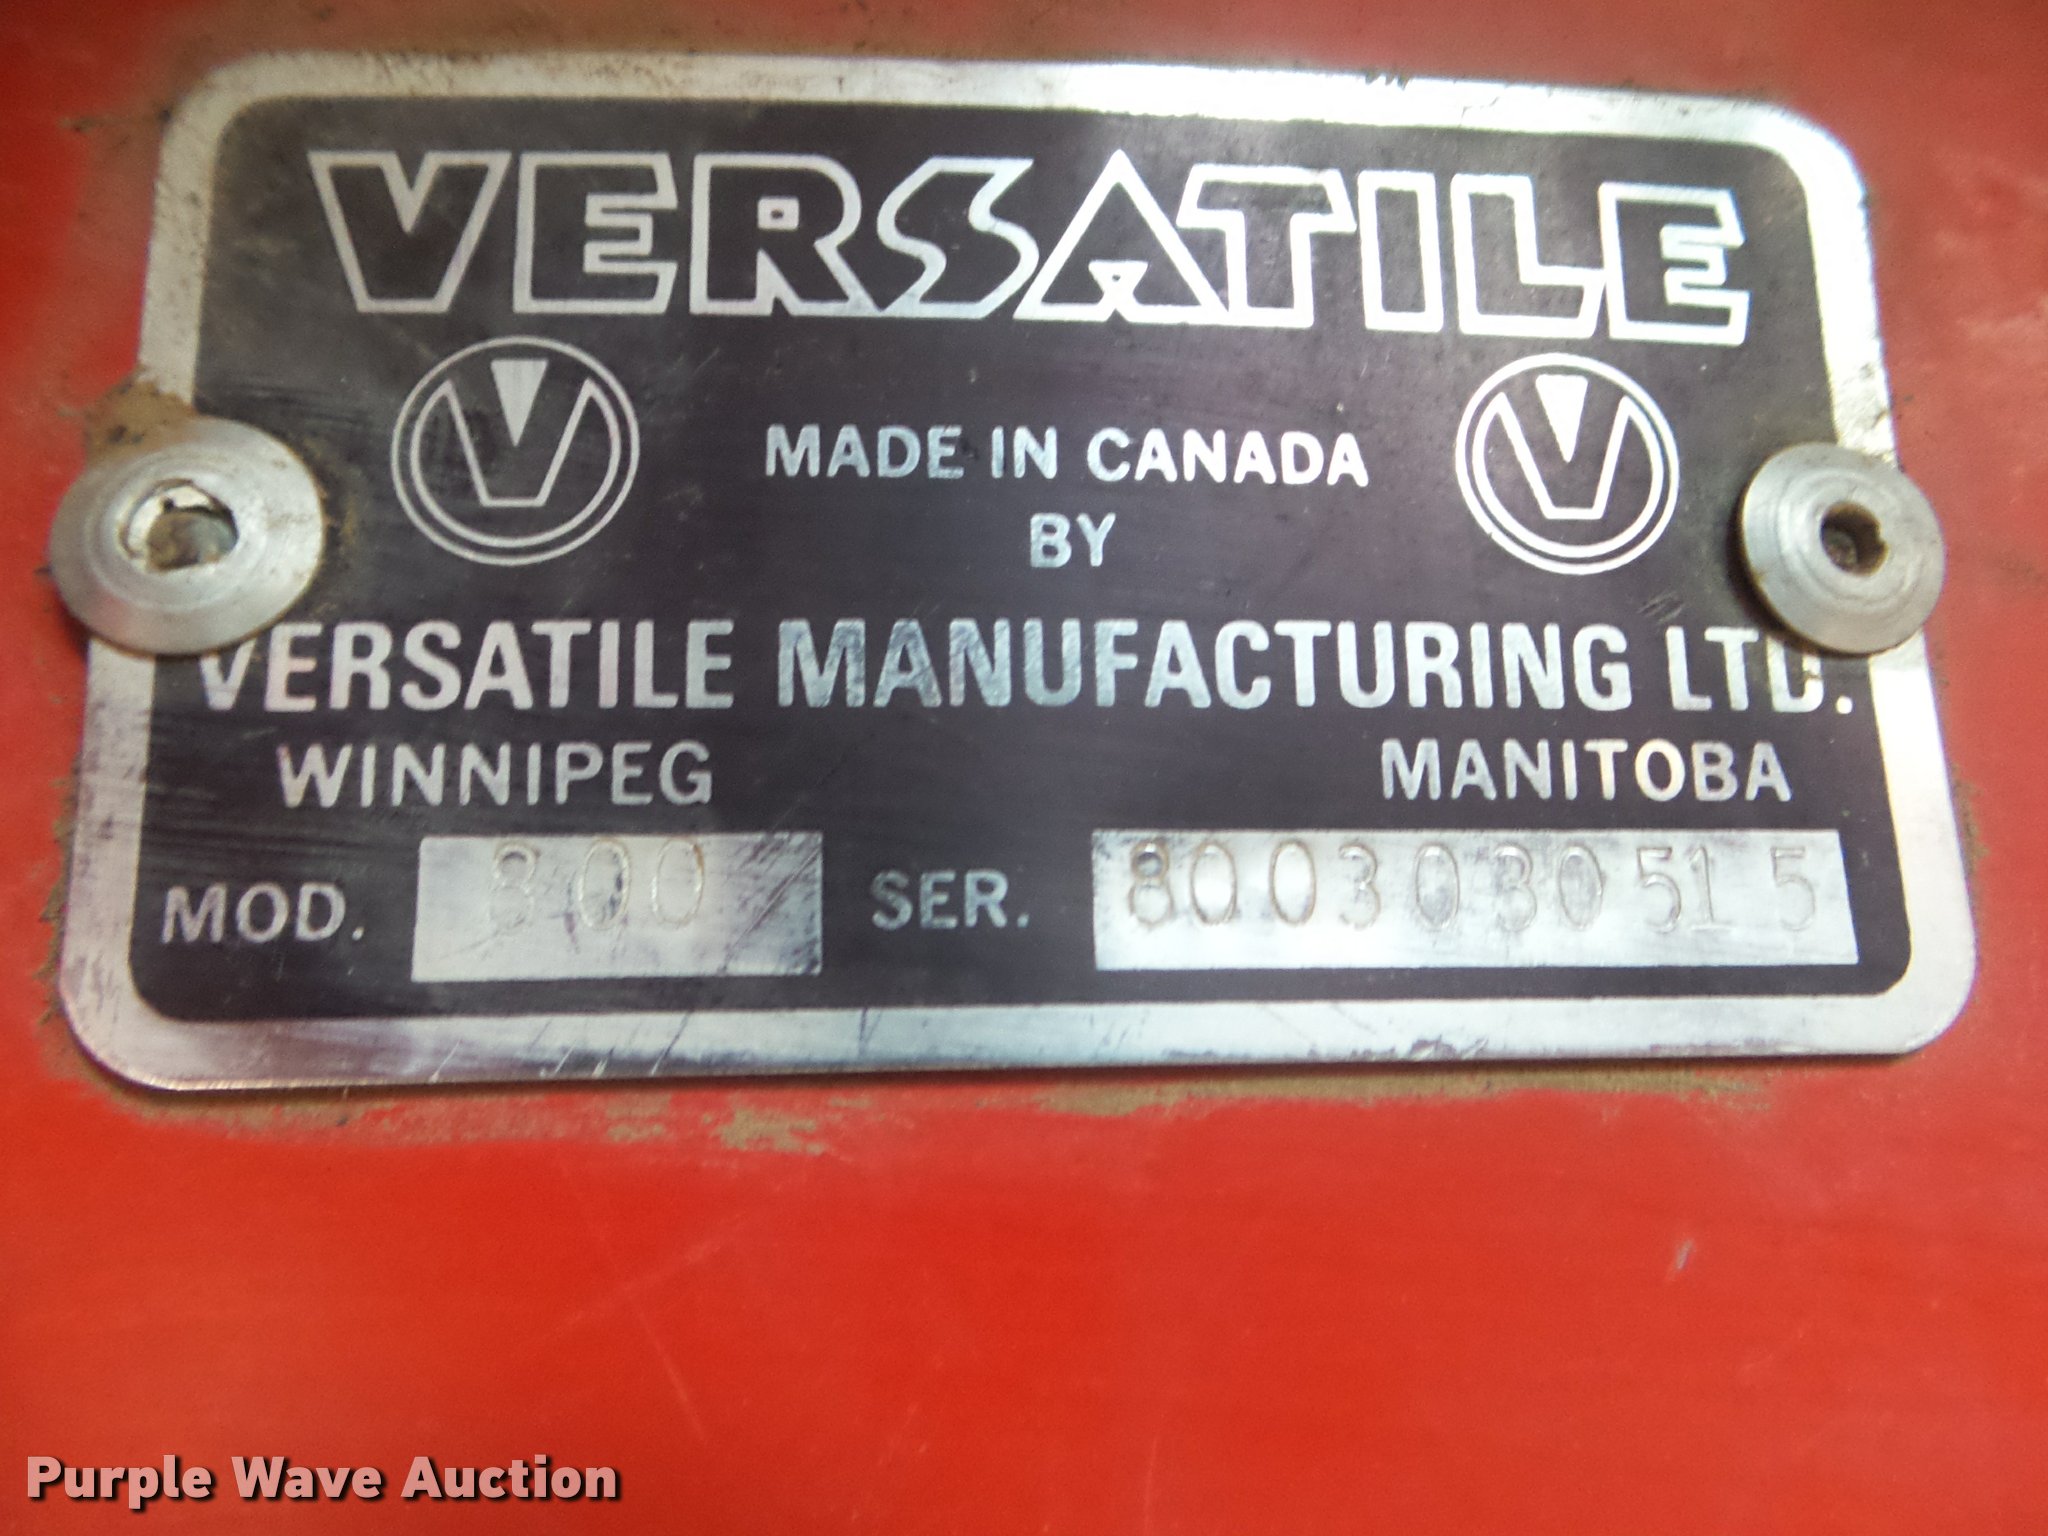 VERSATILE
MADE IN CANADA
BY
VERSATILE MANUFACTURING LTD.
WINNIPEG MANITOBA
MOD. 800 SER. 8003030515
Purple Wave Auction